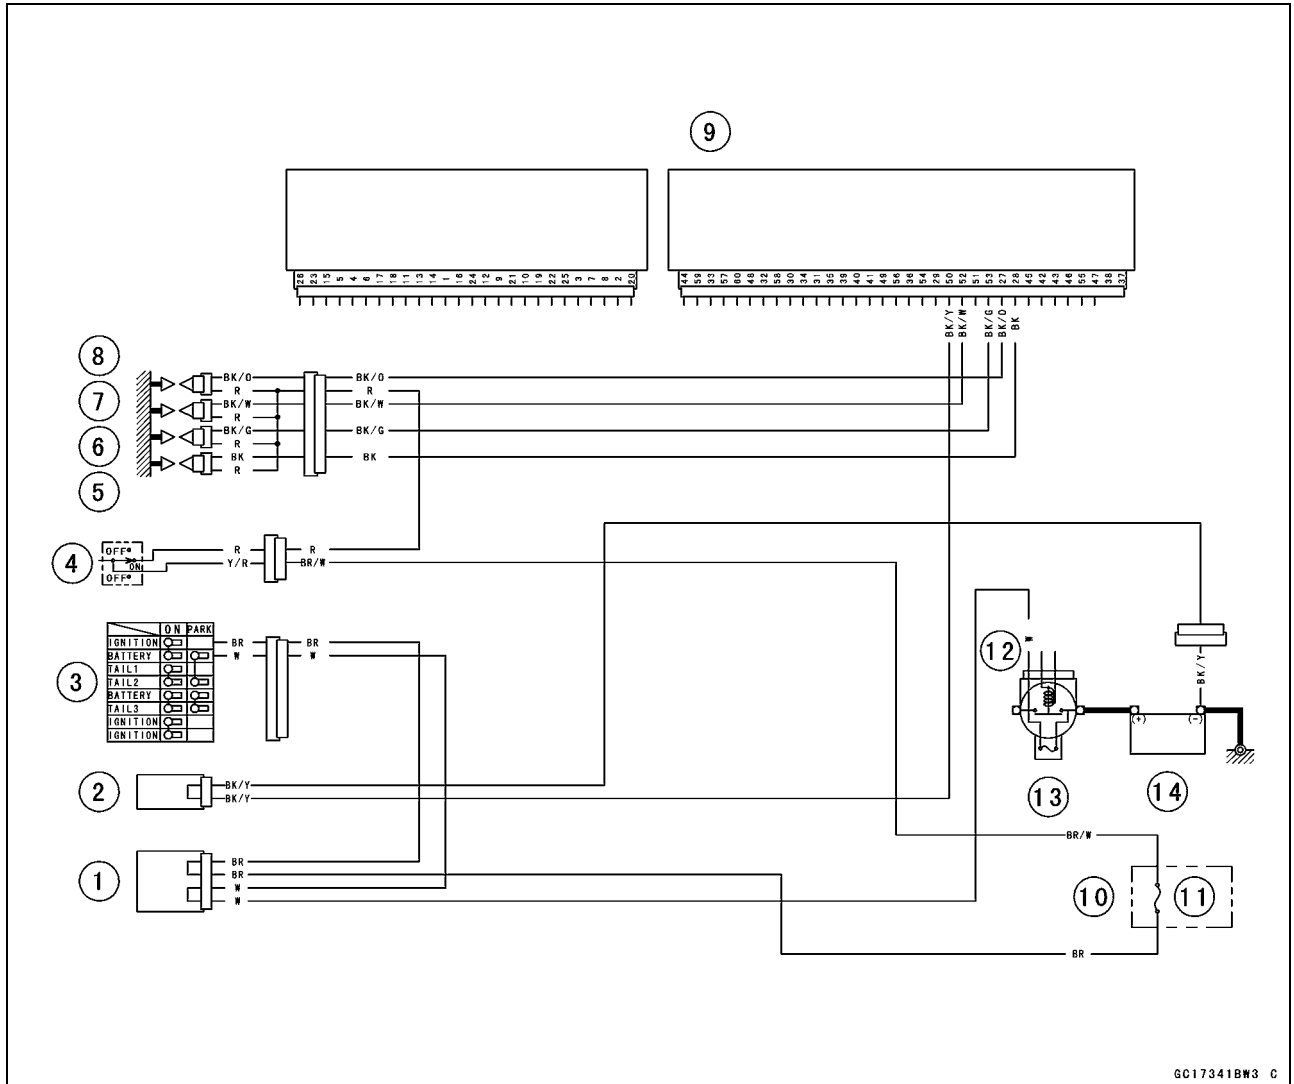 9
26 23 15 5 4 6 17 18 11 13 14 1 16 24 12 9 21 10 19 22 25 3 7 8 2 20
44 59 33 57 60 48 32 58 30 34 31 35 39 40 41 49 56 36 54 29 50 52 51 53 27 28 45 42 43 46 55 47 38 37
BK/Y BK/W BK/G BK/O BK
8
BK/O BK/O
R R
7
BK/W BK/W
R
6
BK/G BK/G
R
BK BK
R
5
4
OFF
ON
OFF
R R
Y/R BR/W
3
ON PARK
IGNITION
BATTERY
TAIL1
TAIL2
BATTERY
TAIL3
IGNITION
IGNITION
BR BR
W W
12
W
BK/Y
(+) (-)
13
14
2
BK/Y
BK/Y
1
BR
BR
W
W
BR/W
10
11
BR
GC17341BW3 C